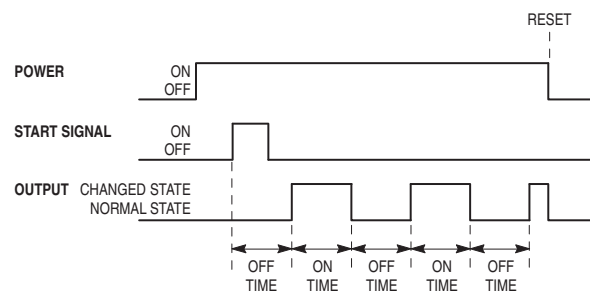 RESET
POWER ON
OFF
START SIGNAL ON
OFF
OUTPUT CHANGED STATE
NORMAL STATE
OFF ON OFF ON OFF
TIME TIME TIME TIME TIME